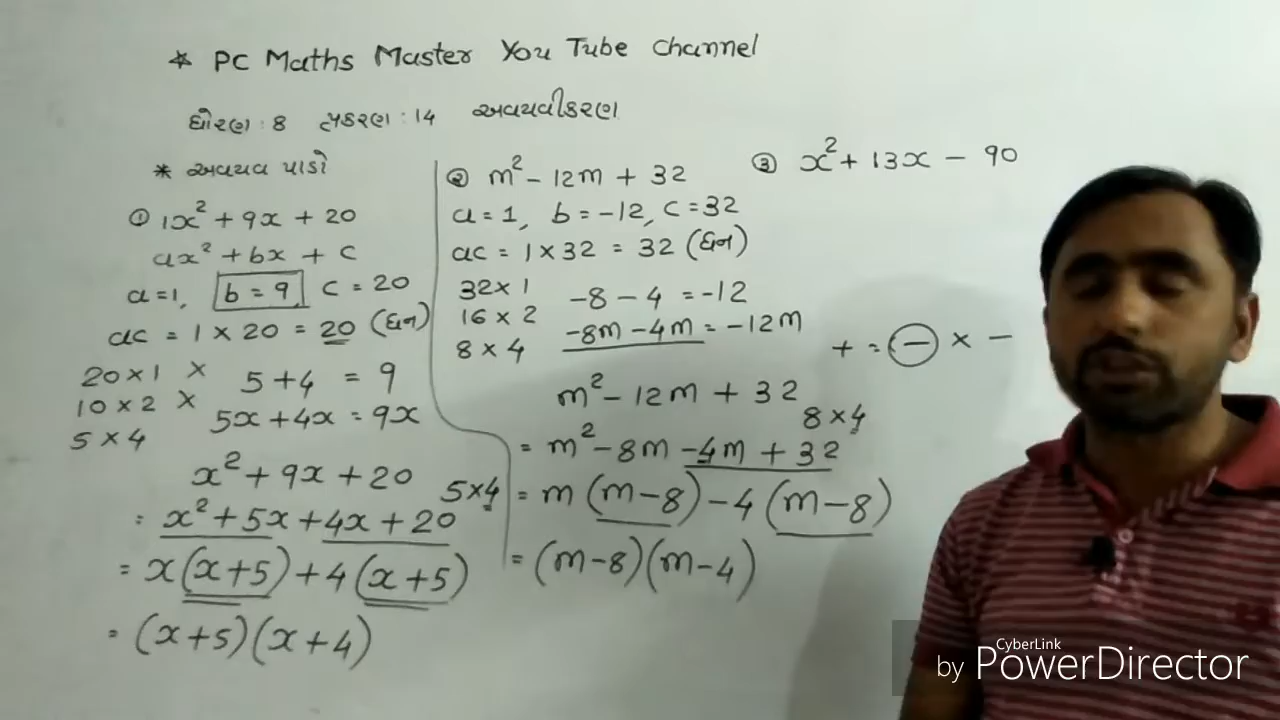 * PC Maths Master You Tube Channel
ધોરણ : 8 પ્રકરણ : 14 અવયવીકરણ
* અવયવ પાડો
① 1x² + 9x + 20
ax² + bx + c
a=1, b = 9, c = 20
ac = 1 × 20 = 20 (ધન)
20 × 1 ×
10 × 2 ×
5 × 4
5 + 4 = 9
5x + 4x = 9x
x² + 9x + 20
5×4
= x² + 5x + 4x + 20
= x(x+5) + 4(x+5)
= (x+5)(x+4)
② m² - 12m + 32
a = 1, b = -12, c = 32
ac = 1 × 32 = 32 (ધન)
32 × 1
16 × 2
8 × 4
-8 - 4 = -12
-8m - 4m = -12m
m² - 12m + 32
8 × 4
= m² - 8m - 4m + 32
= m(m-8) - 4(m-8)
= (m-8)(m-4)
③ x² + 13x - 90
+ = - × -
CyberLink
by PowerDirector